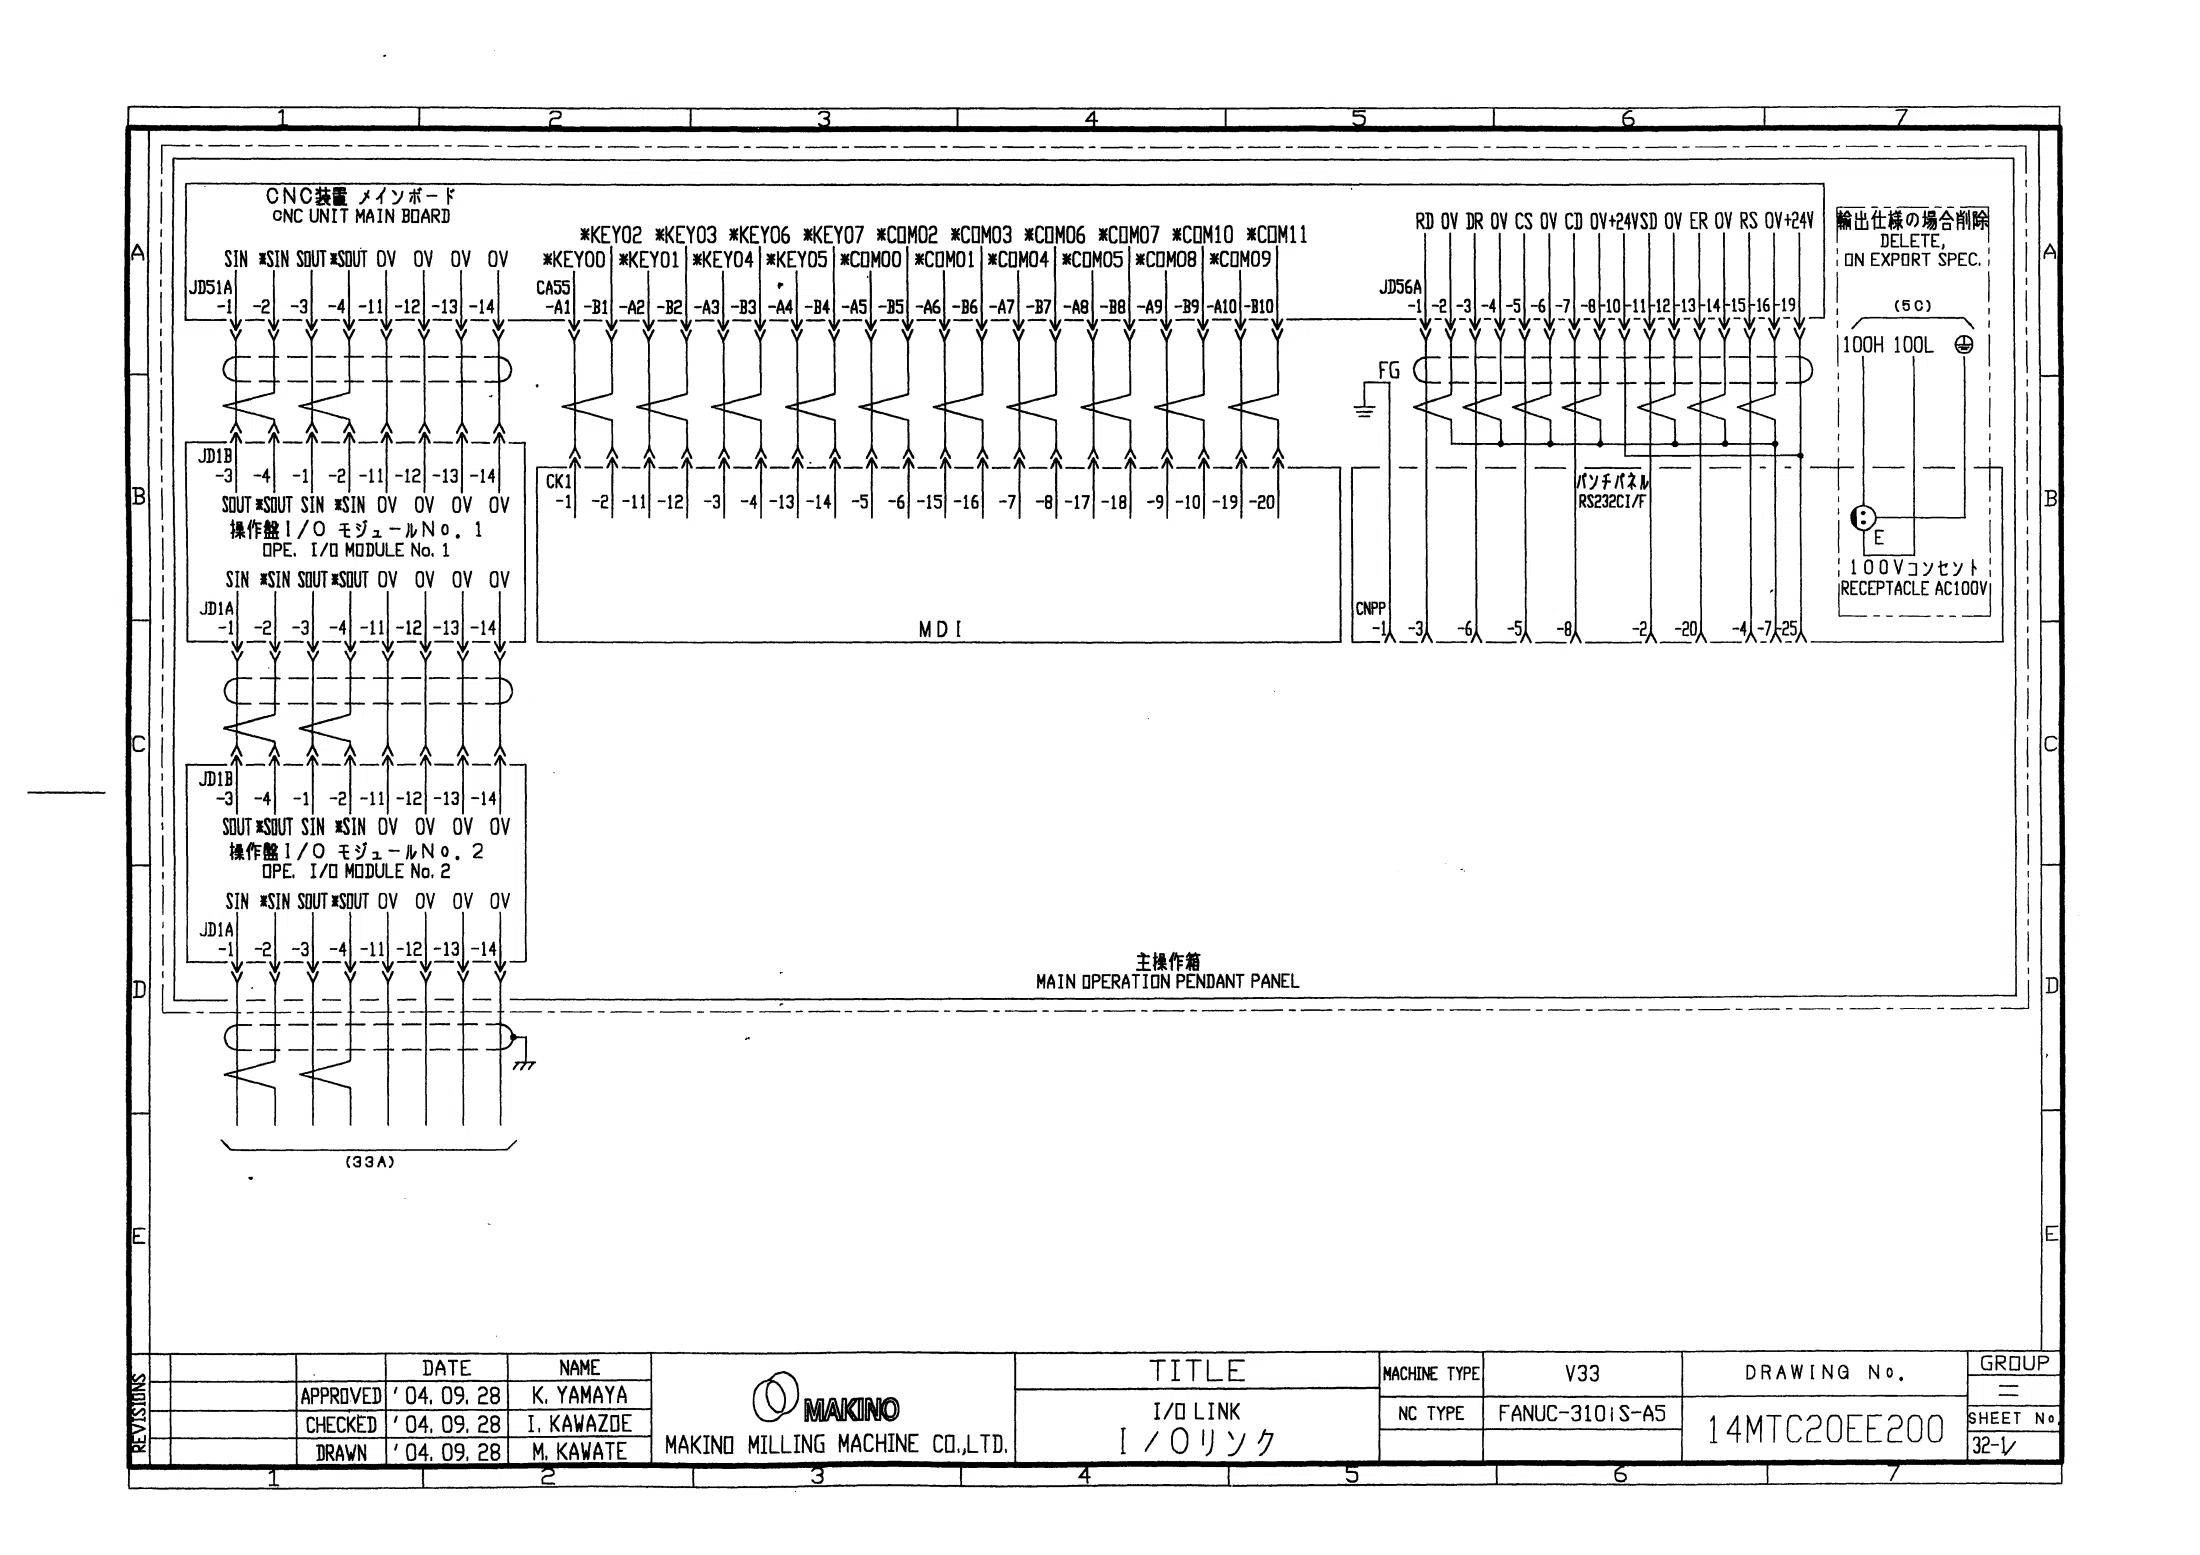 1 2 3 4 5 6 7
A
B
C
D
E
A
B
C
D
E
CNC装置 メインボード
CNC UNIT MAIN BOARD
SIN *SIN SOUT *SOUT 0V 0V 0V 0V
JD51A
-1 -2 -3 -4 -11 -12 -13 -14
*KEY02 *KEY03 *KEY06 *KEY07 *COM02 *COM03 *COM06 *COM07 *COM10 *COM11
*KEY00 *KEY01 *KEY04 *KEY05 *COM00 *COM01 *COM04 *COM05 *COM08 *COM09
CA55
-A1 -B1 -A2 -B2 -A3 -B3 -A4 -B4 -A5 -B5 -A6 -B6 -A7 -B7 -A8 -B8 -A9 -B9 -A10 -B10
RD 0V DR 0V CS 0V CD 0V +24V SD 0V ER 0V RS 0V +24V
JD56A
-1 -2 -3 -4 -5 -6 -7 -8 -10 -11 -12 -13 -14 -15 -16 -19
輸出仕様の場合削除
DELETE,
ON EXPORT SPEC.
(5C)
100H 100L
FG
JD1B
-3 -4 -1 -2 -11 -12 -13 -14
SOUT *SOUT SIN *SIN 0V 0V 0V 0V
操作盤I/O モジュールNo. 1
OPE. I/O MODULE No. 1
SIN *SIN SOUT *SOUT 0V 0V 0V 0V
JD1A
-1 -2 -3 -4 -11 -12 -13 -14
CK1
-1 -2 -11 -12 -3 -4 -13 -14 -5 -6 -15 -16 -7 -8 -17 -18 -9 -10 -19 -20
MDI
パンチパネル
RS232CI/F
CNPP
-1 -3 -6 -5 -8 -2 -20 -4 -7 -25
E
100Vコンセント
RECEPTACLE AC100V
JD1B
-3 -4 -1 -2 -11 -12 -13 -14
SOUT *SOUT SIN *SIN 0V 0V 0V 0V
操作盤I/O モジュールNo. 2
OPE. I/O MODULE No. 2
SIN *SIN SOUT *SOUT 0V 0V 0V 0V
JD1A
-1 -2 -3 -4 -11 -12 -13 -14
主操作箱
MAIN OPERATION PENDANT PANEL
(33A)
REVISIONS
DATE NAME
APPROVED '04. 09. 28 K. YAMAYA
CHECKED '04. 09. 28 I. KAWAZOE
DRAWN '04. 09. 28 M. KAWATE
MAKINO
MAKINO MILLING MACHINE CO.,LTD.
TITLE
I/O LINK
I/Oリンク
MACHINE TYPE V33
NC TYPE FANUC-310iS-A5
DRAWING No.
14MTC20EE200
GROUP
二
SHEET No.
32-1/
1 2 3 4 5 6 7